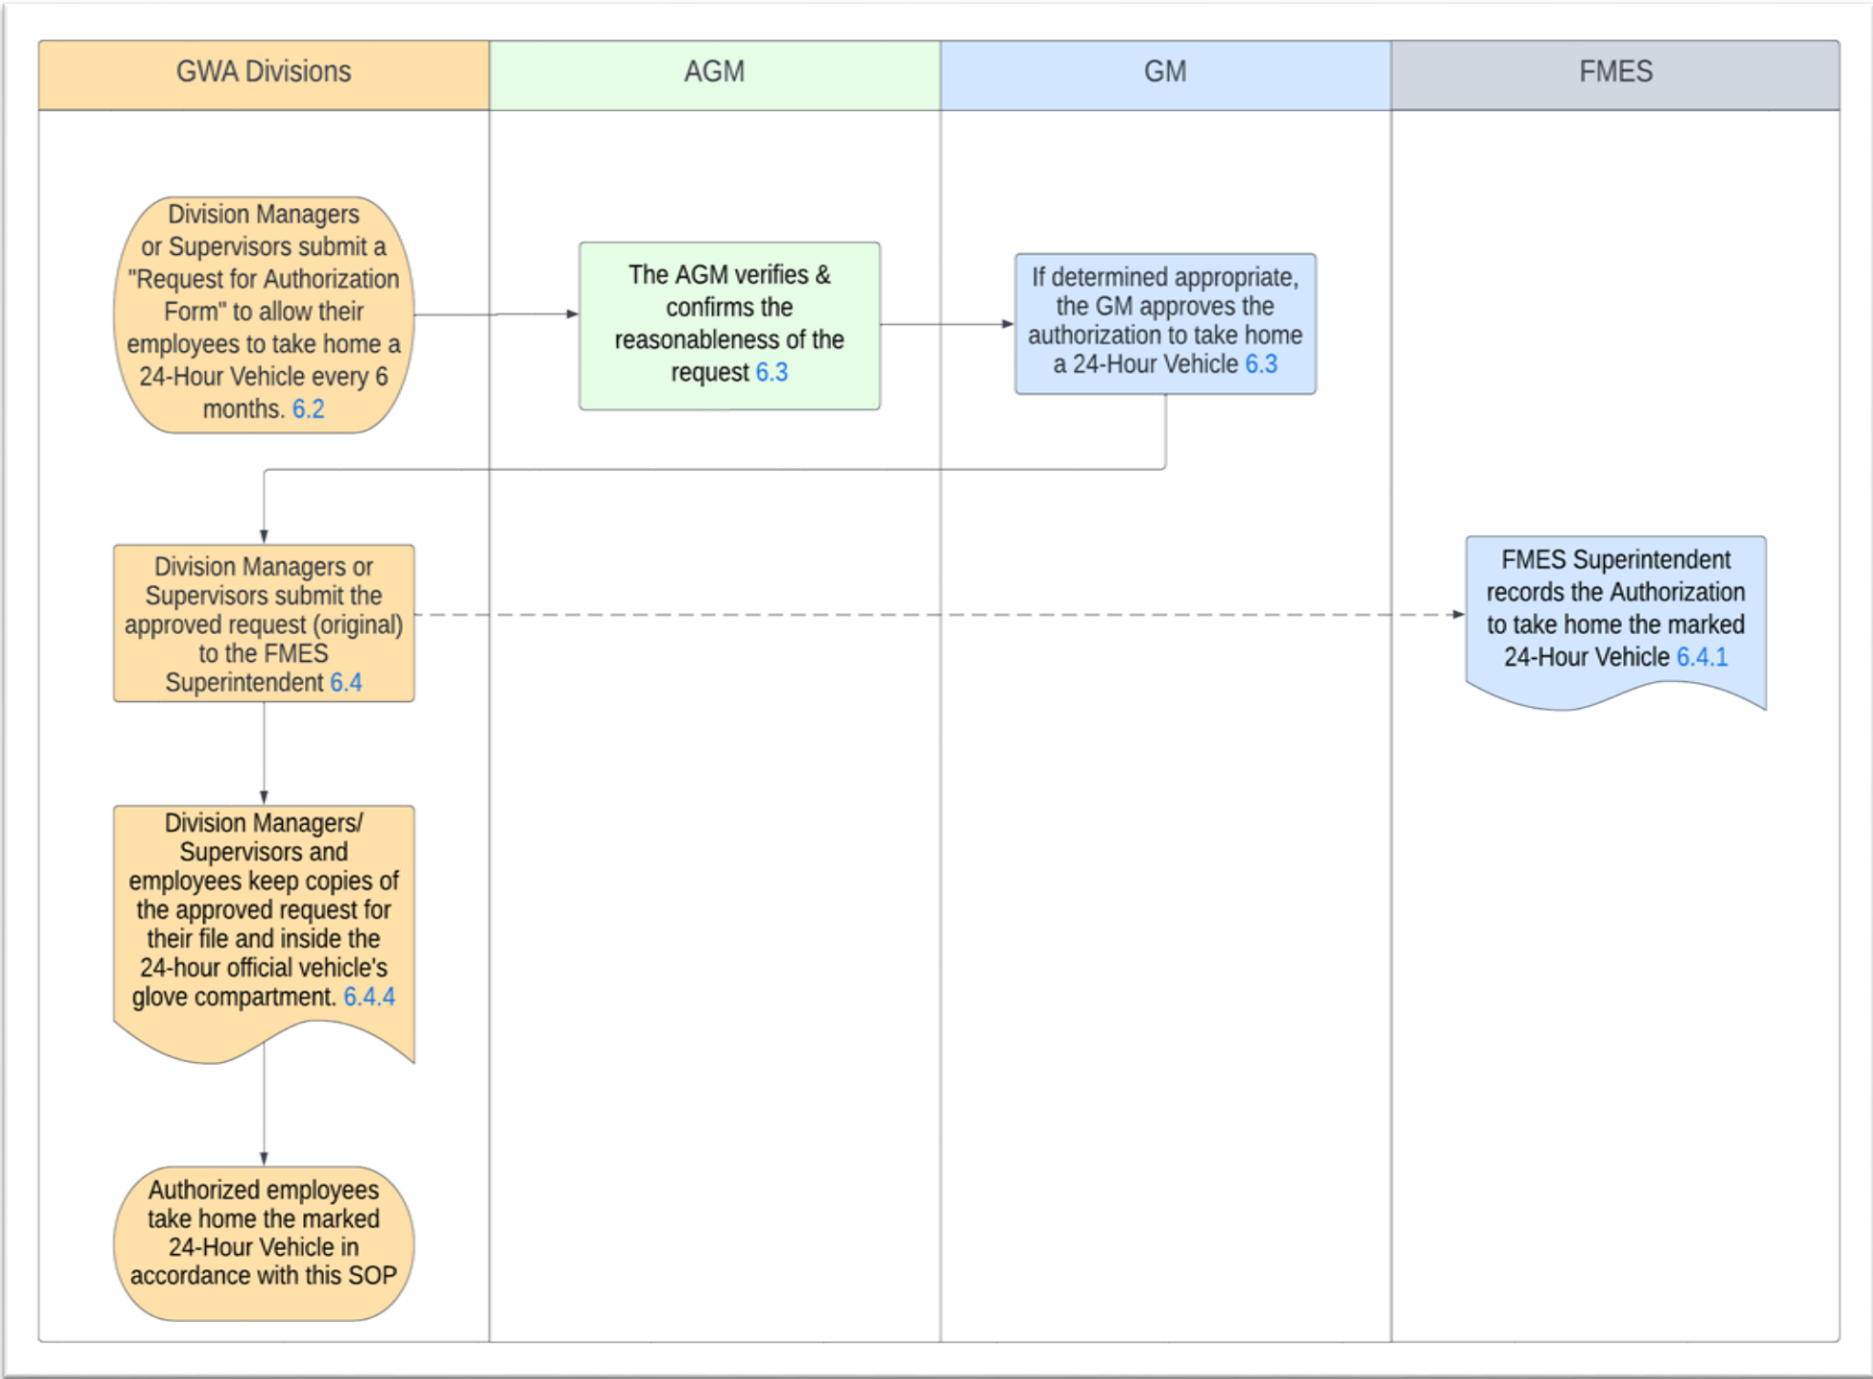 GWA Divisions
AGM
GM
FMES
Division Managers
or Supervisors submit a
"Request for Authorization
Form" to allow their
employees to take home a
24-Hour Vehicle every 6
months. 6.2
The AGM verifies &
confirms the
reasonableness of the
request 6.3
If determined appropriate,
the GM approves the
authorization to take home
a 24-Hour Vehicle 6.3
Division Managers or
Supervisors submit the
approved request (original)
to the FMES
Superintendent 6.4
FMES Superintendent
records the Authorization
to take home the marked
24-Hour Vehicle 6.4.1
Division Managers/
Supervisors and
employees keep copies of
the approved request for
their file and inside the
24-hour official vehicle's
glove compartment. 6.4.4
Authorized employees
take home the marked
24-Hour Vehicle in
accordance with this SOP